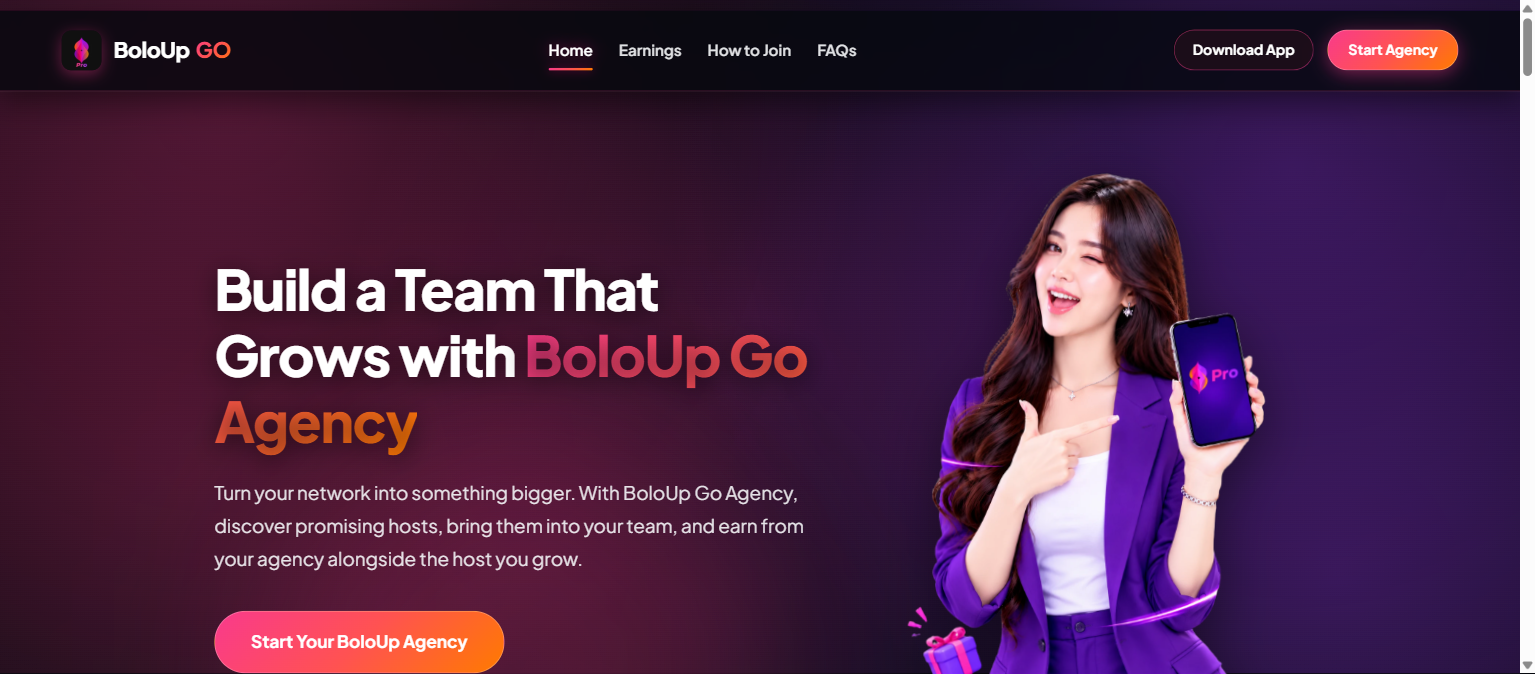 BoloUp GO
Pro
Home
Earnings
How to Join
FAQs
Download App
Start Agency
Build a Team That
Grows with BoloUp Go
Agency
Turn your network into something bigger. With BoloUp Go Agency,
discover promising hosts, bring them into your team, and earn from
your agency alongside the host you grow.
Start Your BoloUp Agency
Pro